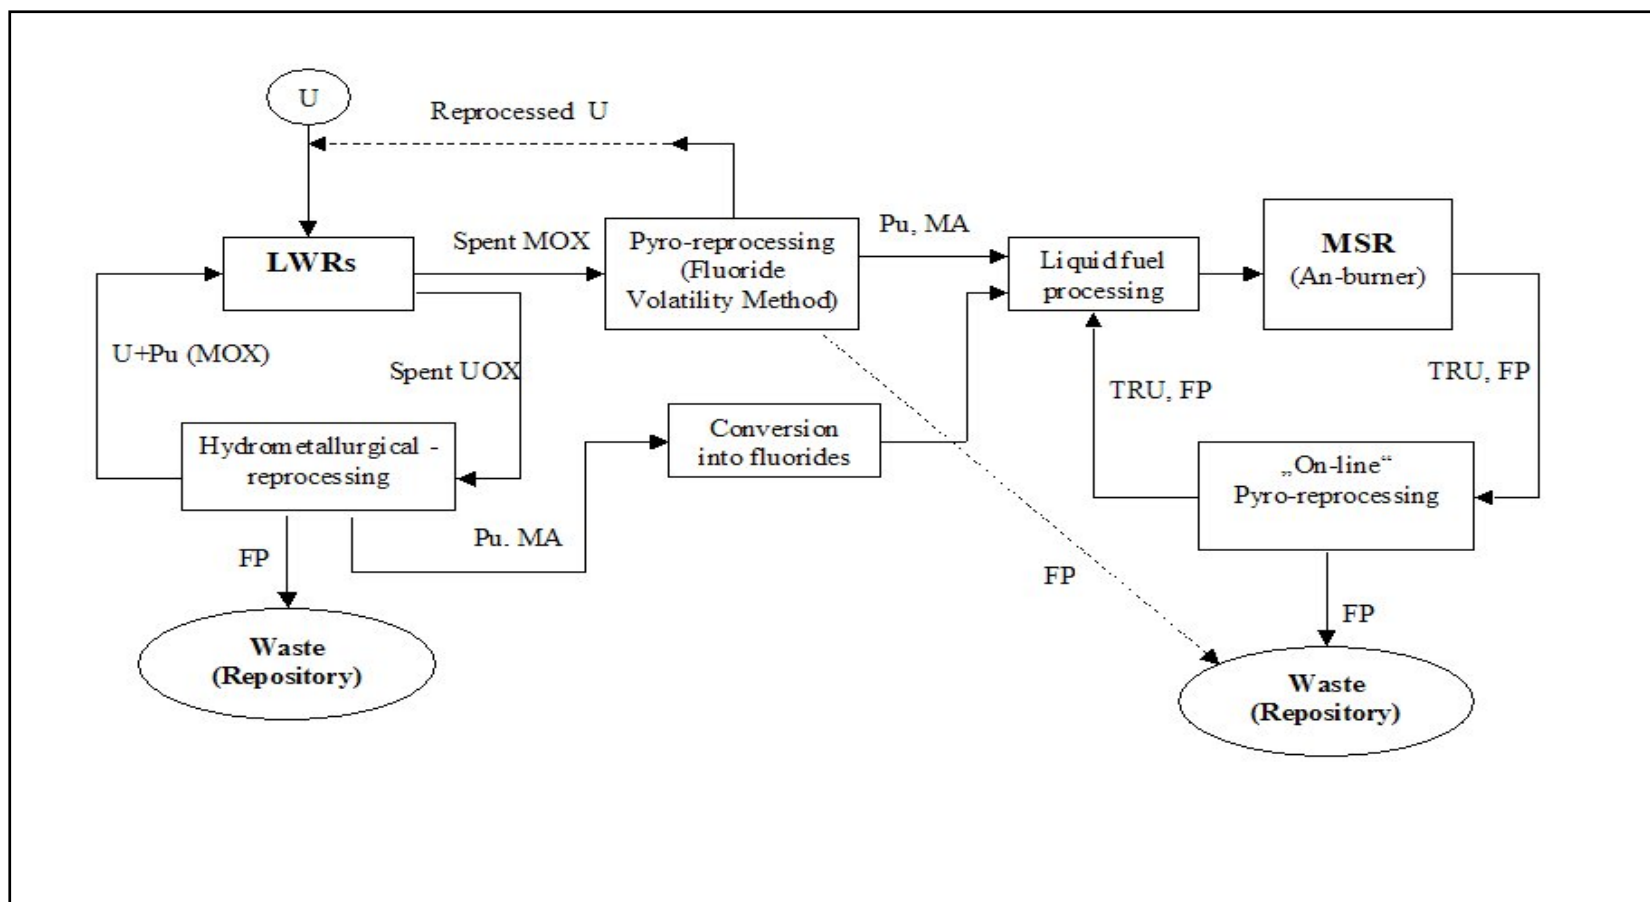 U
Reprocessed U
LWRs
Spent MOX
Pyro-reprocessing
(Fluoride
Volatility Method)
Pu, MA
Liquid fuel
processing
MSR
(An-burner)
U+Pu (MOX)
Spent UOX
TRU, FP
TRU, FP
Hydrometallurgical -
reprocessing
Conversion
into fluorides
„On-line“
Pyro-reprocessing
Pu. MA
FP
FP
FP
Waste
(Repository)
Waste
(Repository)